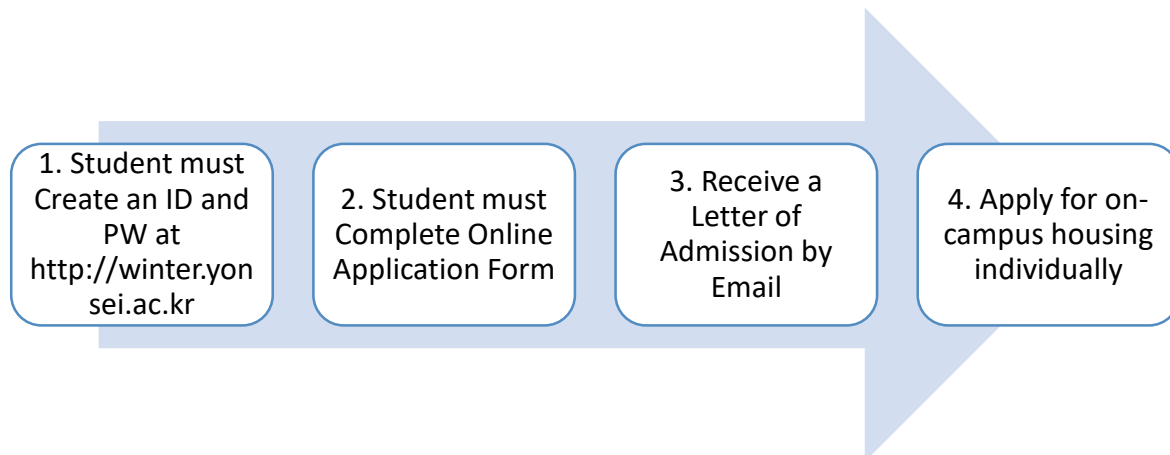 1. Student must
Create an ID and
PW at
http://winter.yon
sei.ac.kr
2. Student must
Complete Online
Application Form
3. Receive a
Letter of
Admission by
Email
4. Apply for on-
campus housing
individually